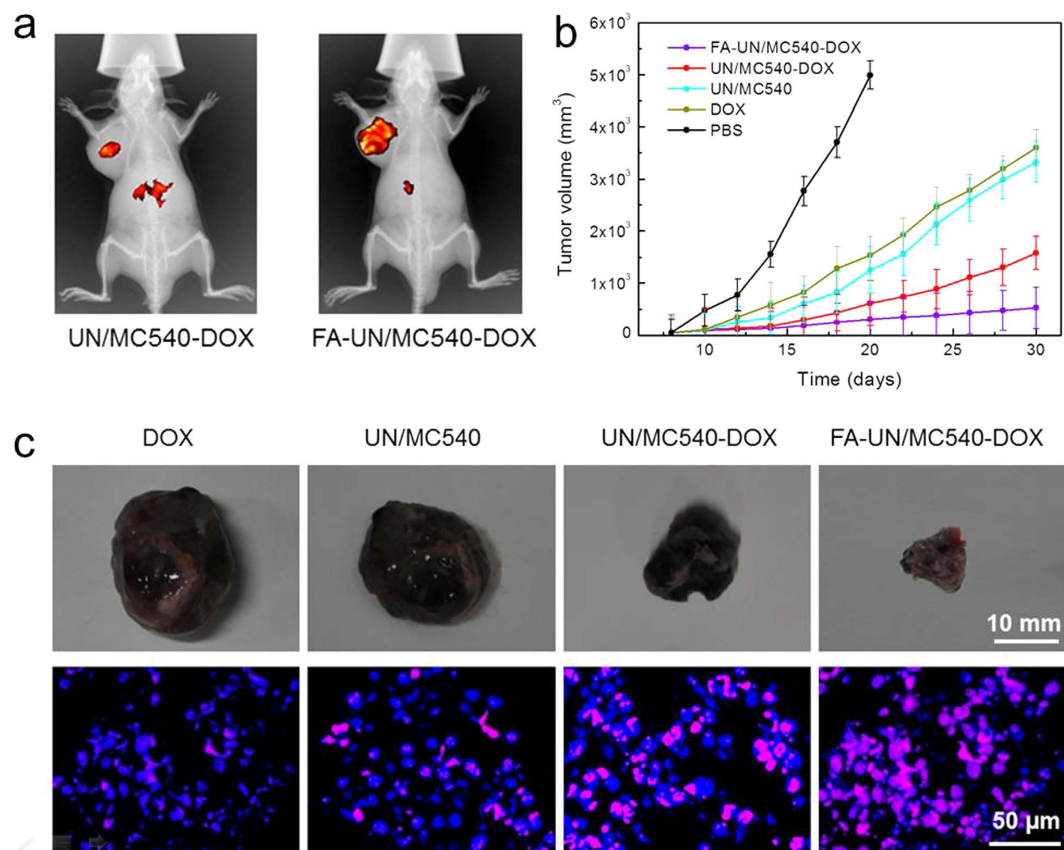 a
UN/MC540-DOX
FA-UN/MC540-DOX
b
Tumor volume (mm³)
6x10³
5x10³
4x10³
3x10³
2x10³
1x10³
0
FA-UN/MC540-DOX
UN/MC540-DOX
UN/MC540
DOX
PBS
10 15 20 25 30
Time (days)
c
DOX UN/MC540 UN/MC540-DOX FA-UN/MC540-DOX
10 mm
50 µm